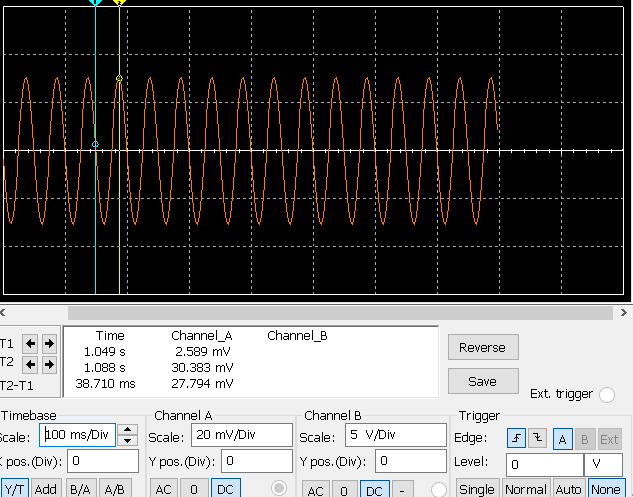 Time Channel_A Channel_B
T1 1.049 s 2.589 mV
T2 1.088 s 30.383 mV
T2-T1 38.710 ms 27.794 mV
Reverse
Save
Ext. trigger
Timebase
Scale: 100 ms/Div
X pos.(Div): 0
Y/T Add B/A A/B
Channel A
Scale: 20 mV/Div
Y pos.(Div): 0
AC 0 DC
Channel B
Scale: 5 V/Div
Y pos.(Div): 0
AC 0 DC -
Trigger
Edge: A B Ext
Level: 0 V
Single Normal Auto None